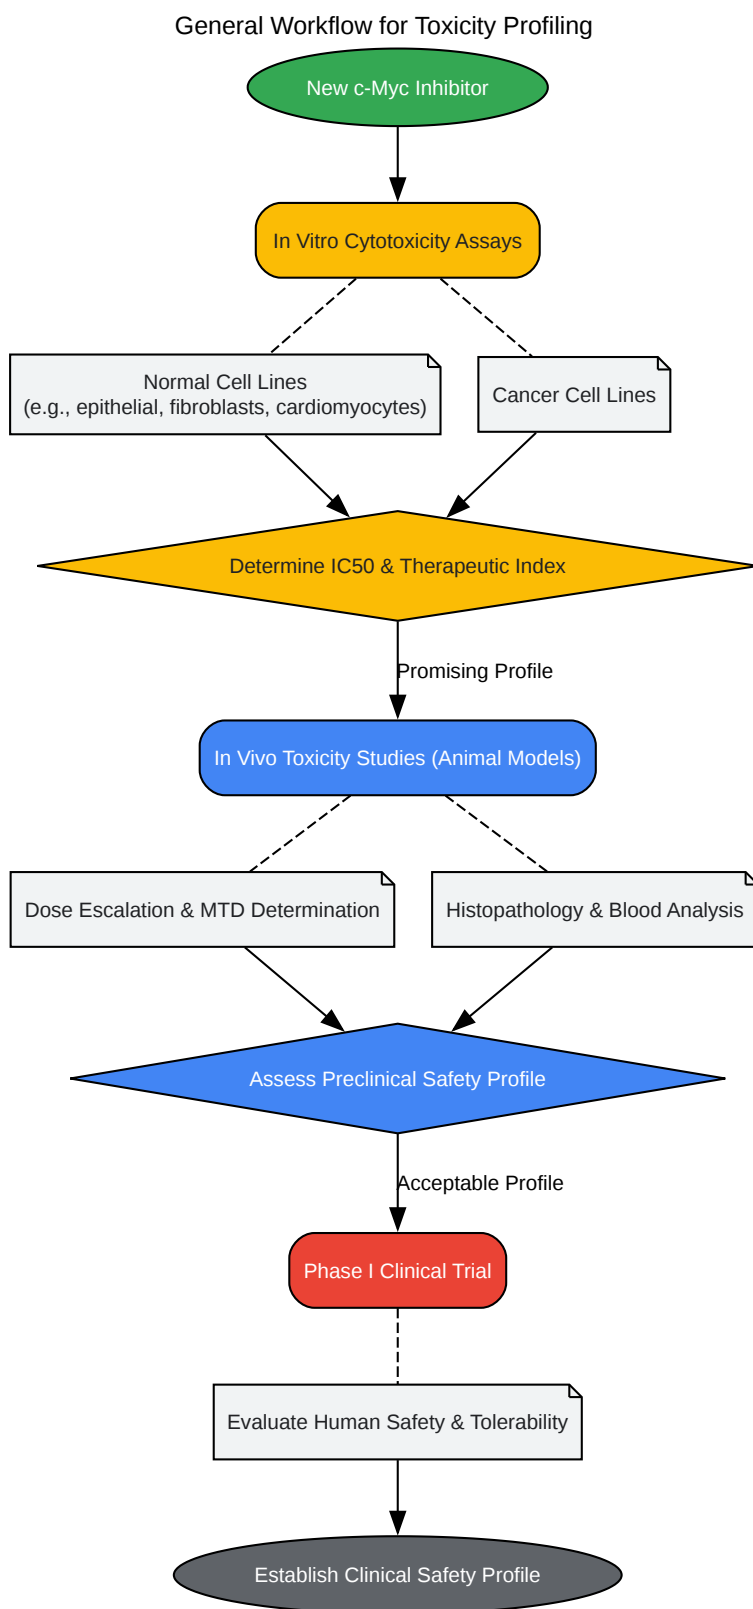 General Workflow for Toxicity Profiling
New c-Myc Inhibitor
In Vitro Cytotoxicity Assays
Normal Cell Lines
(e.g., epithelial, fibroblasts, cardiomyocytes)
Cancer Cell Lines
Determine IC50 & Therapeutic Index
Promising Profile
In Vivo Toxicity Studies (Animal Models)
Dose Escalation & MTD Determination
Histopathology & Blood Analysis
Assess Preclinical Safety Profile
Acceptable Profile
Phase I Clinical Trial
Evaluate Human Safety & Tolerability
Establish Clinical Safety Profile